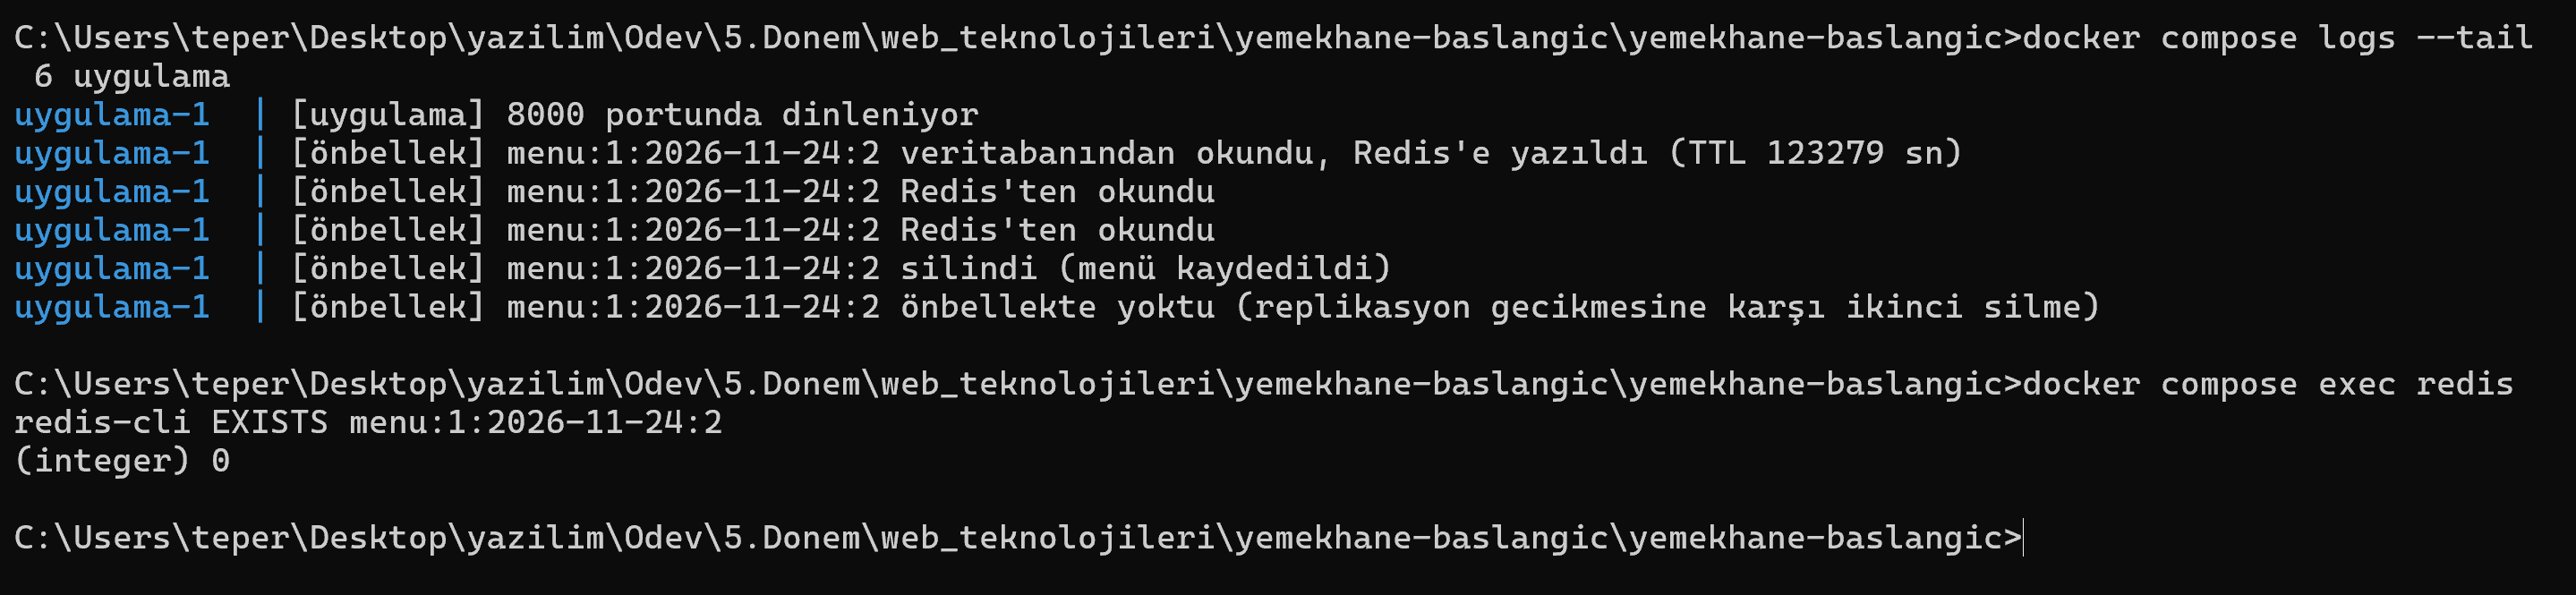 C:\Users\teper\Desktop\yazilim\Odev\5.Donem\web_teknolojileri\yemekhane-baslangic\yemekhane-baslangic>docker compose logs --tail
 6 uygulama
uygulama-1  | [uygulama] 8000 portunda dinleniyor
uygulama-1  | [önbellek] menu:1:2026-11-24:2 veritabanından okundu, Redis'e yazıldı (TTL 123279 sn)
uygulama-1  | [önbellek] menu:1:2026-11-24:2 Redis'ten okundu
uygulama-1  | [önbellek] menu:1:2026-11-24:2 Redis'ten okundu
uygulama-1  | [önbellek] menu:1:2026-11-24:2 silindi (menü kaydedildi)
uygulama-1  | [önbellek] menu:1:2026-11-24:2 önbellekte yoktu (replikasyon gecikmesine karşı ikinci silme)
C:\Users\teper\Desktop\yazilim\Odev\5.Donem\web_teknolojileri\yemekhane-baslangic\yemekhane-baslangic>docker compose exec redis
redis-cli EXISTS menu:1:2026-11-24:2
(integer) 0
C:\Users\teper\Desktop\yazilim\Odev\5.Donem\web_teknolojileri\yemekhane-baslangic\yemekhane-baslangic>